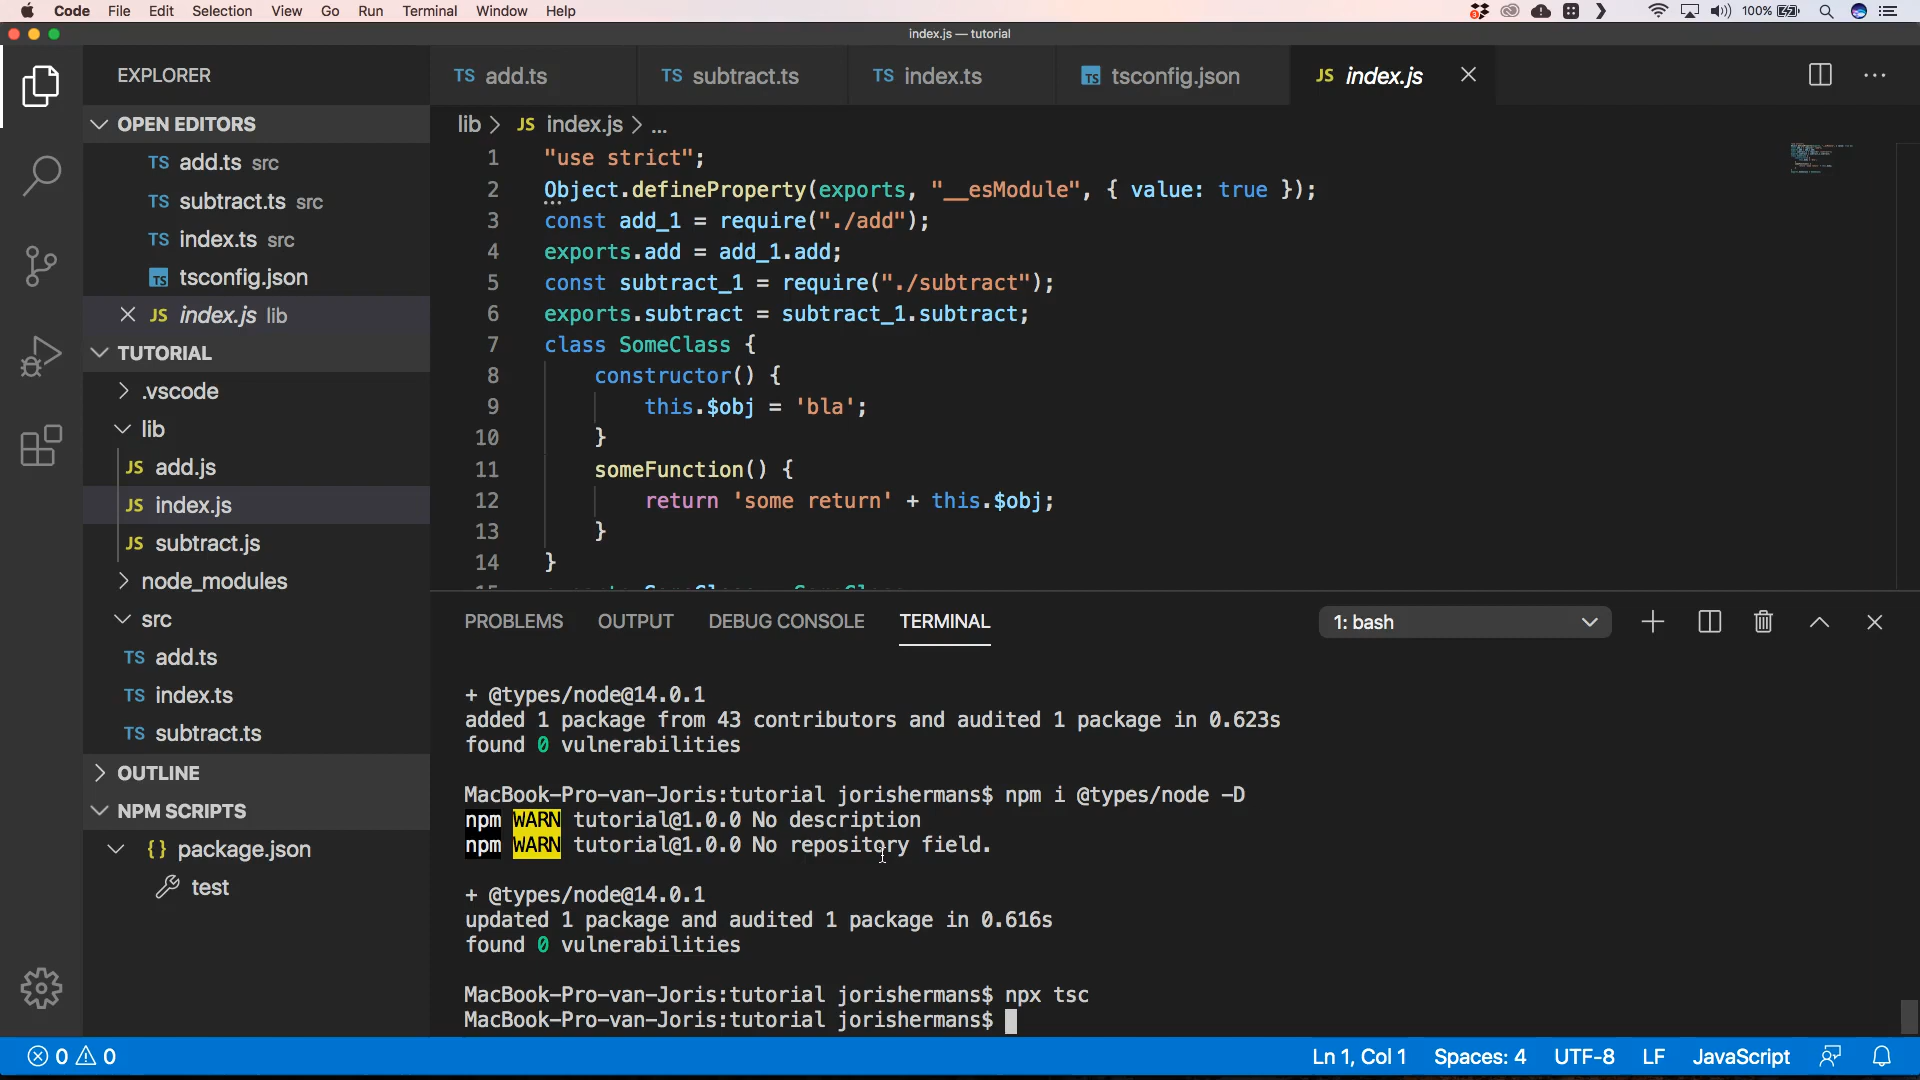 Code File Edit Selection View Go Run Terminal Window Help
100%
index.js — tutorial
EXPLORER
OPEN EDITORS
TS add.ts src
TS subtract.ts src
TS index.ts src
TS tsconfig.json
JS index.js lib
TUTORIAL
.vscode
lib
JS add.js
JS index.js
JS subtract.js
node_modules
src
TS add.ts
TS index.ts
TS subtract.ts
OUTLINE
NPM SCRIPTS
{} package.json
test
TS add.ts
TS subtract.ts
TS index.ts
TS tsconfig.json
JS index.js
lib > JS index.js > ...
1 "use strict";
2 Object.defineProperty(exports, "__esModule", { value: true });
3 const add_1 = require("./add");
4 exports.add = add_1.add;
5 const subtract_1 = require("./subtract");
6 exports.subtract = subtract_1.subtract;
7 class SomeClass {
8 constructor() {
9 this.$obj = 'bla';
10 }
11 someFunction() {
12 return 'some return' + this.$obj;
13 }
14 }
PROBLEMS OUTPUT DEBUG CONSOLE TERMINAL
1: bash
+ @types/node@14.0.1
added 1 package from 43 contributors and audited 1 package in 0.623s
found 0 vulnerabilities
MacBook-Pro-van-Joris:tutorial jorishermans$ npm i @types/node -D
npm WARN tutorial@1.0.0 No description
npm WARN tutorial@1.0.0 No repository field.
+ @types/node@14.0.1
updated 1 package and audited 1 package in 0.616s
found 0 vulnerabilities
MacBook-Pro-van-Joris:tutorial jorishermans$ npx tsc
MacBook-Pro-van-Joris:tutorial jorishermans$
0 0
Ln 1, Col 1 Spaces: 4 UTF-8 LF JavaScript